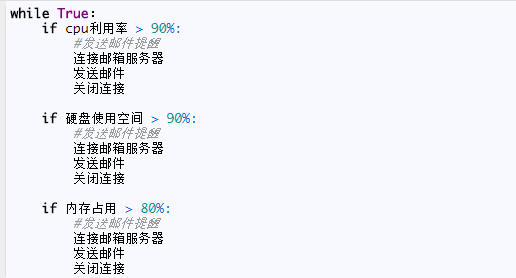 while True:
    if cpu利用率 > 90%:
        #发送邮件提醒
        连接邮箱服务器
        发送邮件
        关闭连接

    if 硬盘使用空间 > 90%:
        #发送邮件提醒
        连接邮箱服务器
        发送邮件
        关闭连接

    if 内存占用 > 80%:
        #发送邮件提醒
        连接邮箱服务器
        发送邮件
        关闭连接